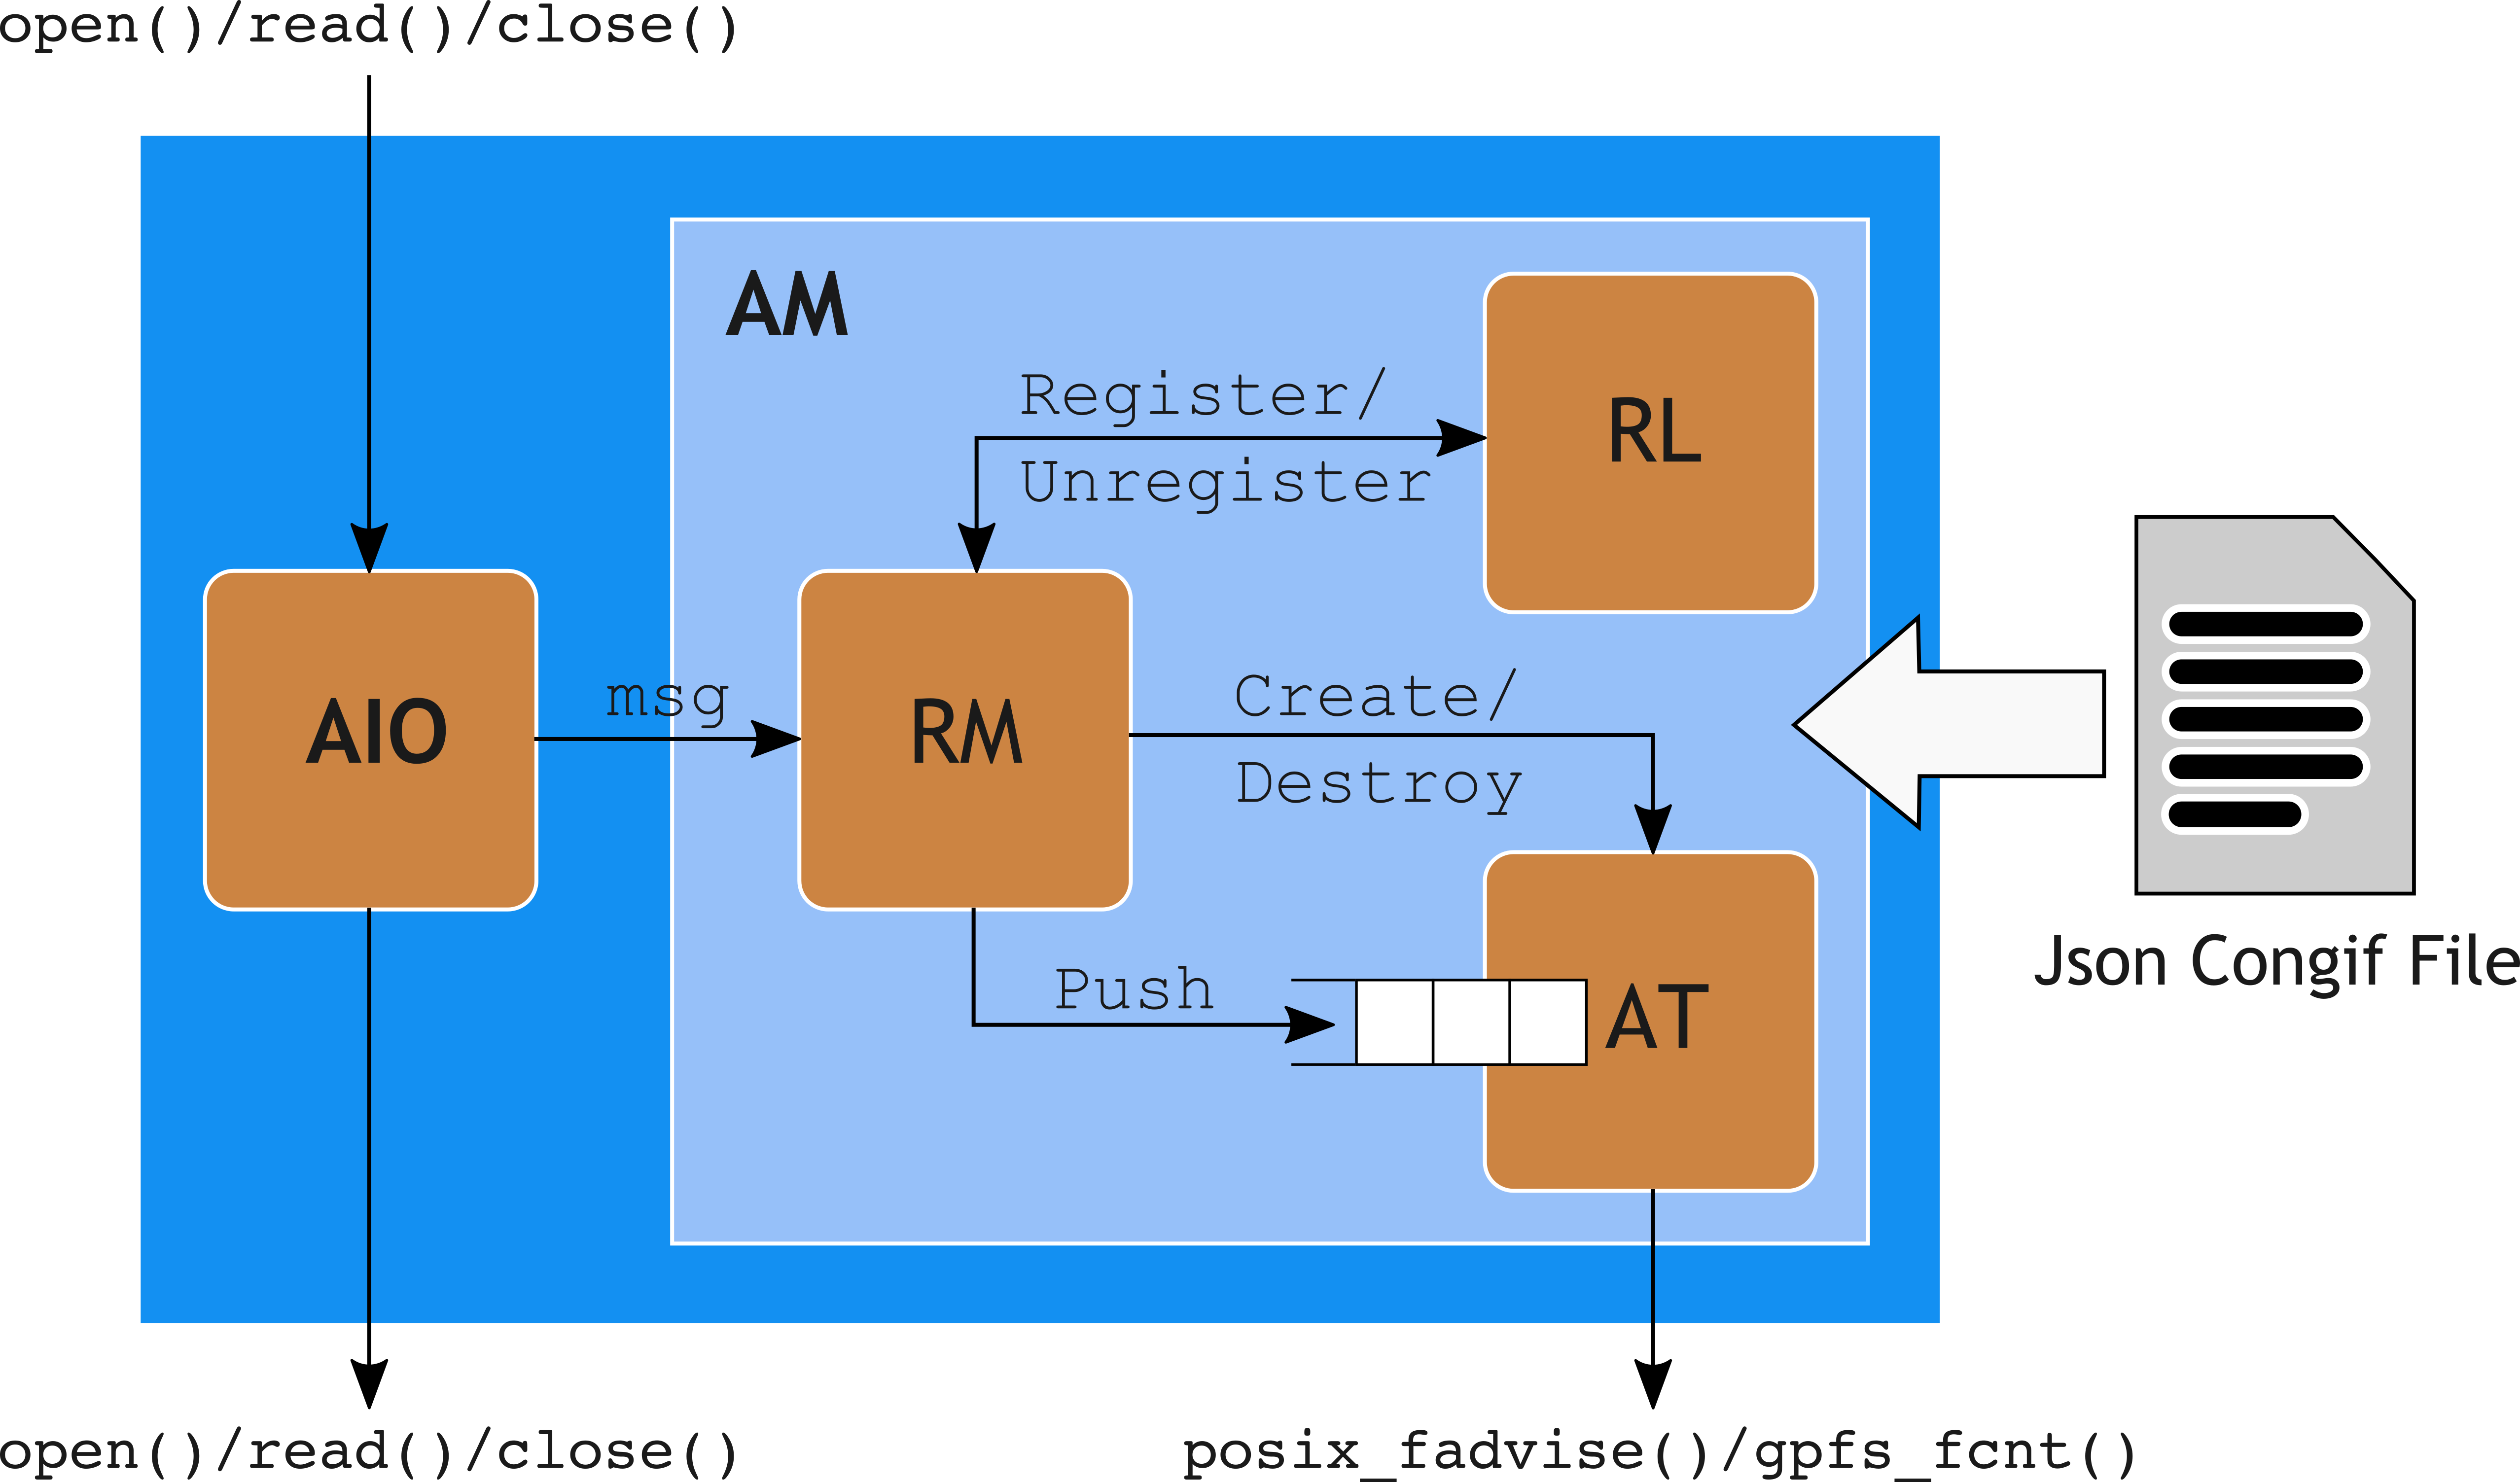 open()/read()/close()
AM
Register/
Unregister
RL
AIO
msg
RM
Create/
Destroy
Push
AT
Json Congif File
open()/read()/close()
posix_fadvise()/gpfs_fcnt()